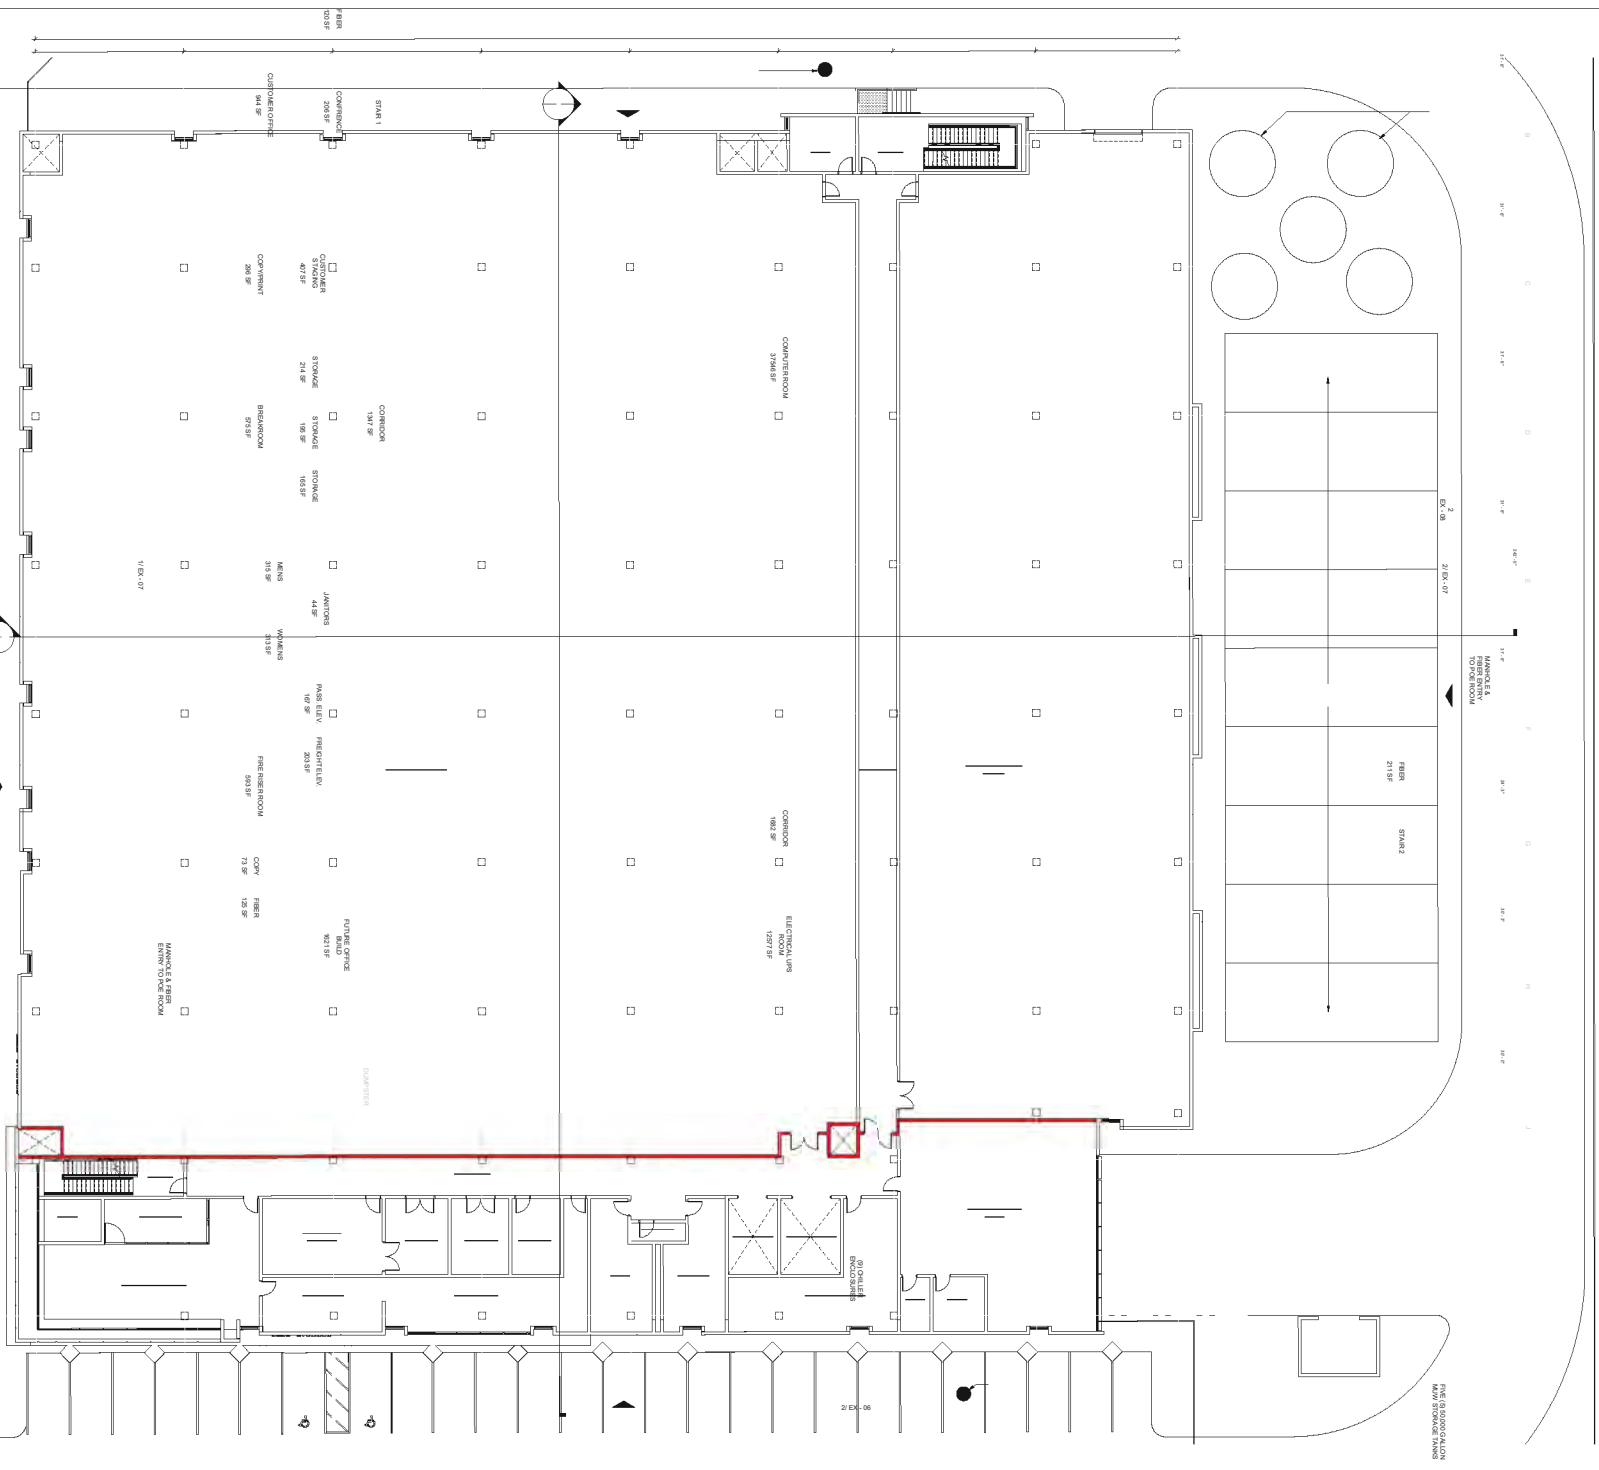 FIBER
120 SF
CUSTOMER OFFICE
944 SF
CONFRENCE
206 SF
STAIR 1
COPY/PRINT
296 SF
CUSTOMER
STAGING
407 SF
COMPUTER ROOM
37546 SF
STORAGE
214 SF
BREAKROOM
575 SF
STORAGE
195 SF
CORRIDOR
1347 SF
STORAGE
165 SF
1/ EX - 07
MENS
315 SF
JANITORS
44 SF
WOMENS
313 SF
PASS. ELEV.
167 SF
FREIGHT ELEV.
203 SF
FIRE RISER ROOM
593 SF
CORRIDOR
1682 SF
COPY
73 SF
FIBER
125 SF
FUTURE OFFICE
BUILD
1621 SF
MANHOLE & FIBER
ENTRY TO POE ROOM
ELECTRICAL UPS
ROOM
12577 SF
DUMPSTER
(9) CHILLER
ENCLOSURES
2/ EX - 06
2
EX - 08
2/ EX - 07
MANHOLE &
FIBER ENTRY
TO POE ROOM
FIBER
211 SF
STAIR 2
B
C
D
E
F
G
H
J
FIVE (5) 50,000 GALLON
MUW STORAGE TANKS